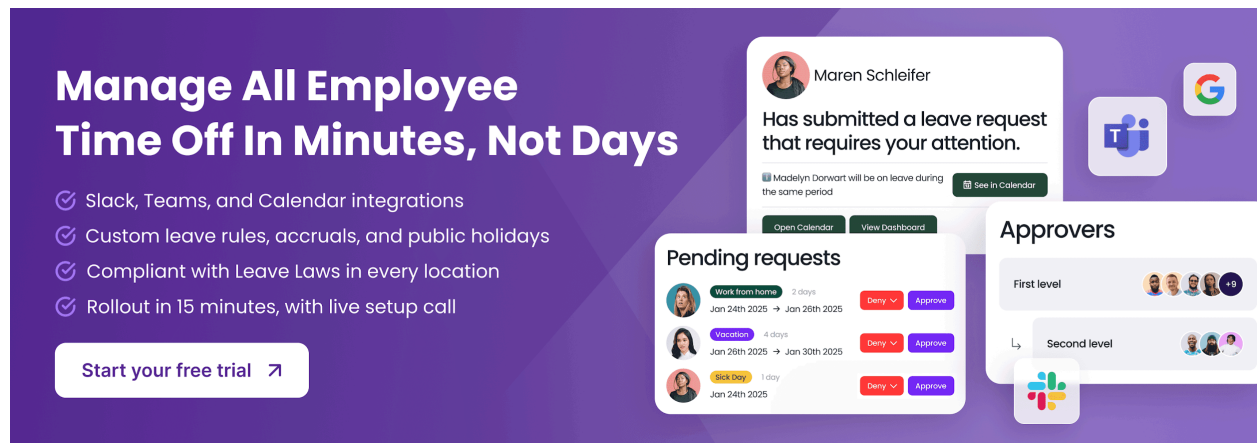 Manage All Employee
Time Off In Minutes, Not Days
Slack, Teams, and Calendar integrations
Custom leave rules, accruals, and public holidays
Compliant with Leave Laws in every location
Rollout in 15 minutes, with live setup call
Start your free trial
Maren Schleifer
Has submitted a leave request
that requires your attention.
Madelyn Dorwart will be on leave during
the same period
See in Calendar
Open Calendar
View Dashboard
Pending requests
Work from home 2 days
Jan 24th 2025 → Jan 26th 2025
Deny Approve
Vacation 4 days
Jan 26th 2025 → Jan 30th 2025
Deny Approve
Sick Day 1 day
Jan 24th 2025
Deny Approve
Approvers
First level
+9
Second level
G
T